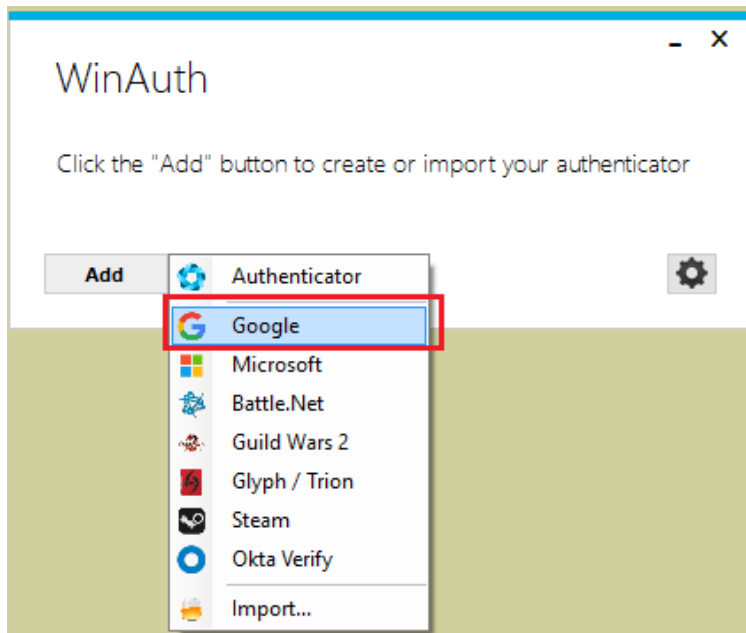 WinAuth
Click the "Add" button to create or import your authenticator
Add
Authenticator
Google
Microsoft
Battle.Net
Guild Wars 2
Glyph / Trion
Steam
Okta Verify
Import...